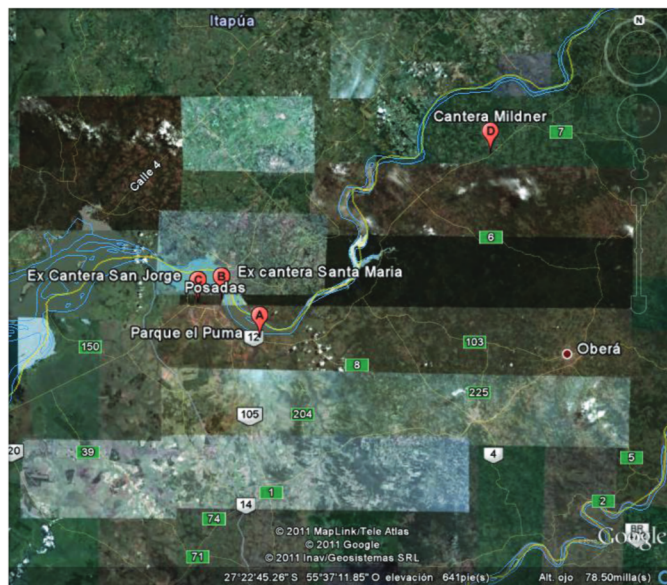 Itapúa
N
Cantera Mildner
D
7
Calle 4
6
Ex Cantera San Jorge
C
B
Ex cantera Santa Maria
Posadas
A
Parque el Puma
12
150
103
Oberá
8
225
105
204
20
39
4
5
1
2
14
74
BR
71
© 2011 MapLink/Tele Atlas
© 2011 Google
© 2011 Inav/Geosistemas SRL
Google
27°22'45.26" S 55°37'11.85" O elevación 641pie(s) Alt. ojo 78.50milla(s)